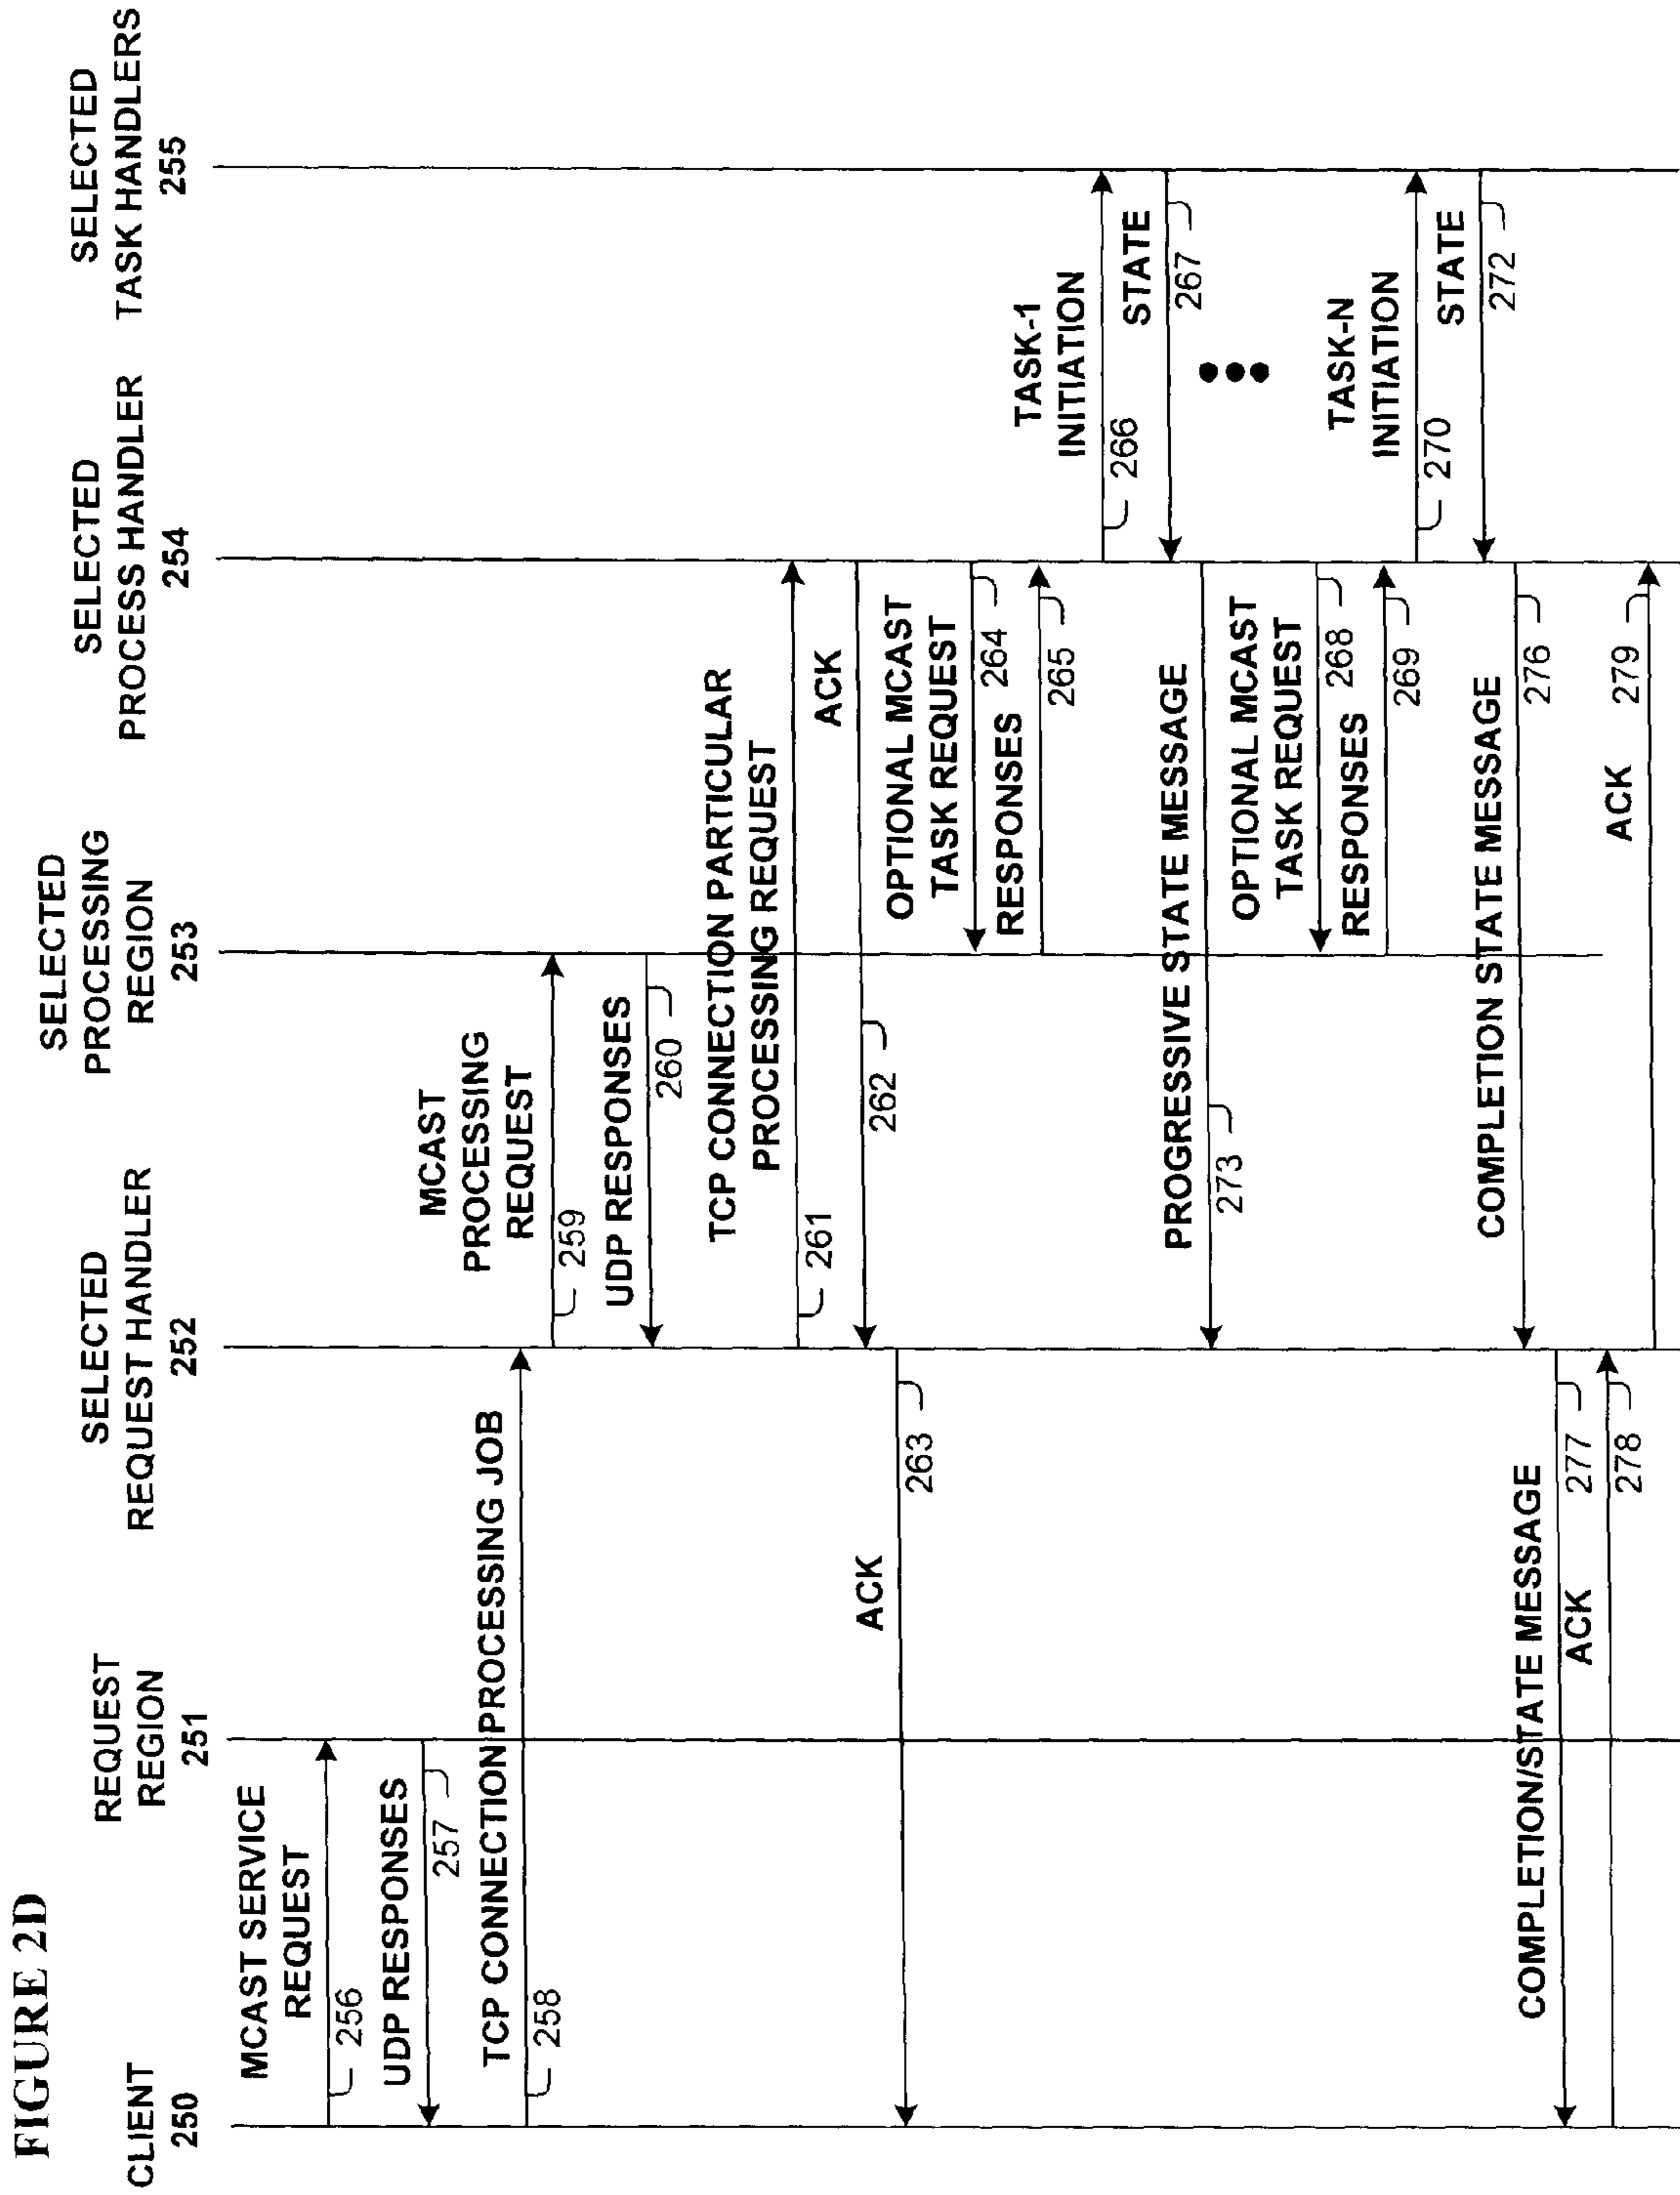 FIGURE 2D
CLIENT
250
REQUEST
REGION
251
SELECTED
REQUEST HANDLER
252
SELECTED
PROCESSING
REGION
253
SELECTED
PROCESS HANDLER
254
SELECTED
TASK HANDLERS
255
MCAST SERVICE
REQUEST
256
UDP RESPONSES
257
TCP CONNECTION PROCESSING JOB
258
MCAST
PROCESSING
REQUEST
259
UDP RESPONSES
260
TCP CONNECTION PARTICULAR
PROCESSING REQUEST
261
ACK
262
ACK
263
OPTIONAL MCAST
TASK REQUEST
264
RESPONSES
265
TASK-1
INITIATION
266
STATE
267
PROGRESSIVE STATE MESSAGE
273
OPTIONAL MCAST
TASK REQUEST
268
RESPONSES
269
TASK-N
INITIATION
270
STATE
272
COMPLETION STATE MESSAGE
276
COMPLETION/STATE MESSAGE
277
ACK
278
ACK
279